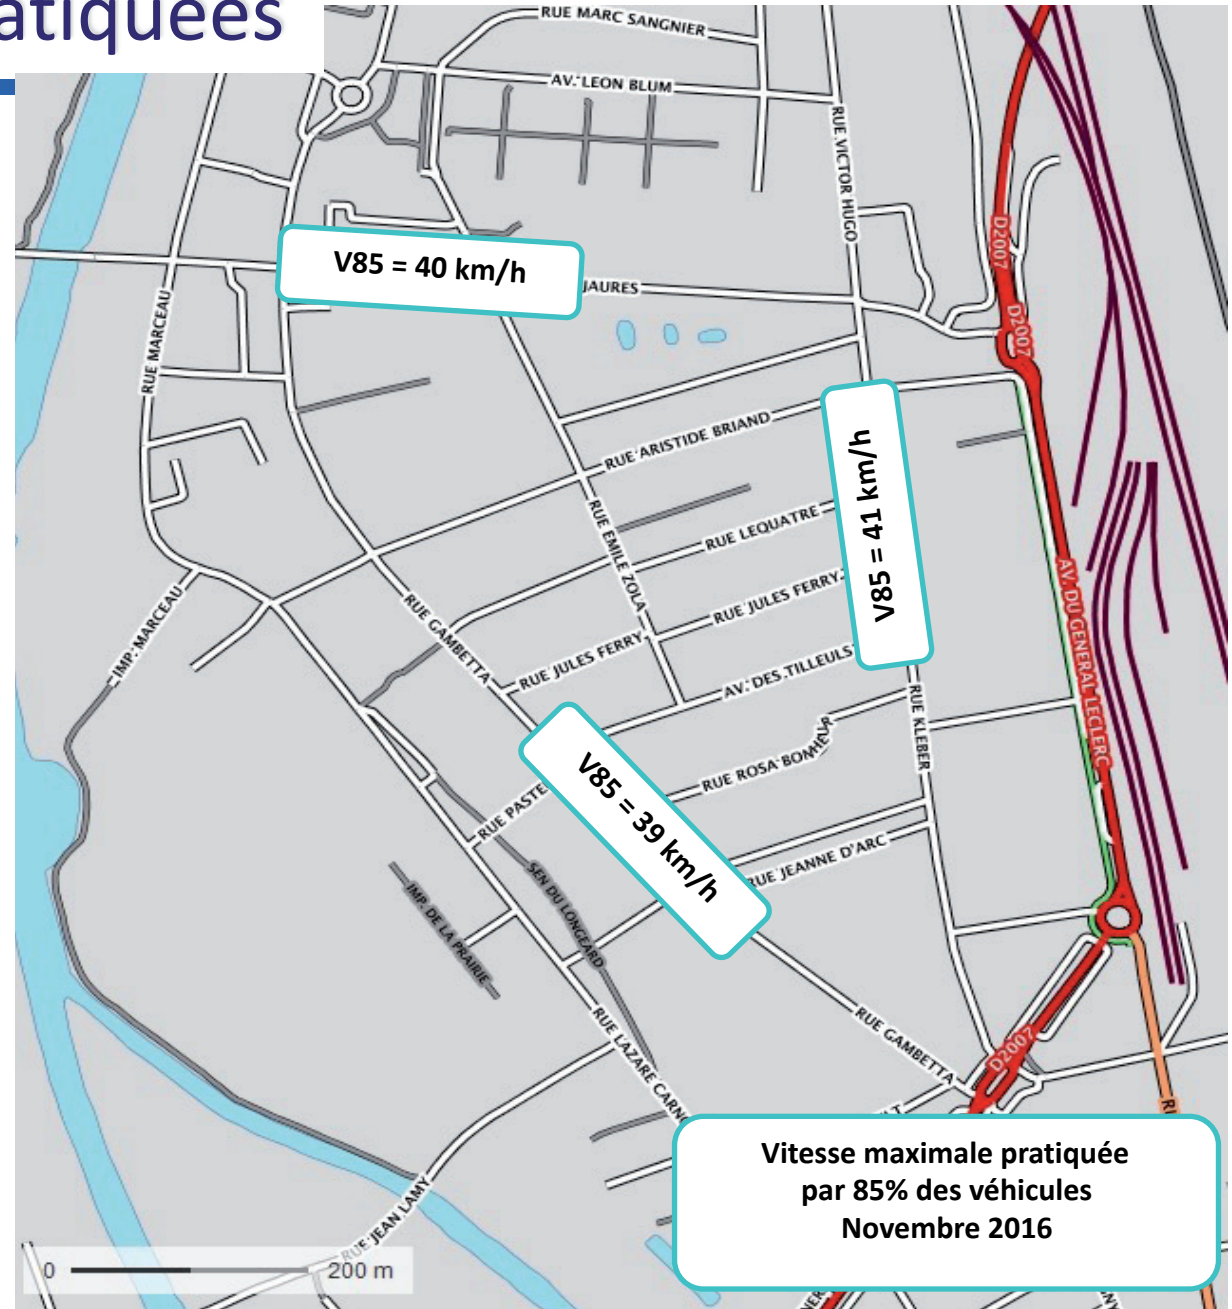 atiquées
RUE MARC SANGNIER
AV. LEON BLUM
RUE VICTOR HUGO
D2007
V85 = 40 km/h
JAURES
D2007
RUE MARCEAU
RUE ARISTIDE BRIAND
V85 = 41 km/h
RUE EMILE ZOLA
RUE LEQUATRE
RUE JULES FERRY
AV. DU GENERAL LECLERC
IMP. MARCEAU
RUE GAMBETTA
RUE JULES FERRY
AV. DES TILLEULS
RUE KLEBER
RUE ROSA BONHEUR
V85 = 39 km/h
RUE PASTE
RUE JEANNE D'ARC
SEN DU LONGEARD
IMP. DE LA PRAIRIE
RUE LAZARE CARNO
RUE GAMBETTA
D2007
Vitesse maximale pratiquée
par 85% des véhicules
Novembre 2016
RUE JEAN LAMY
0 200 m